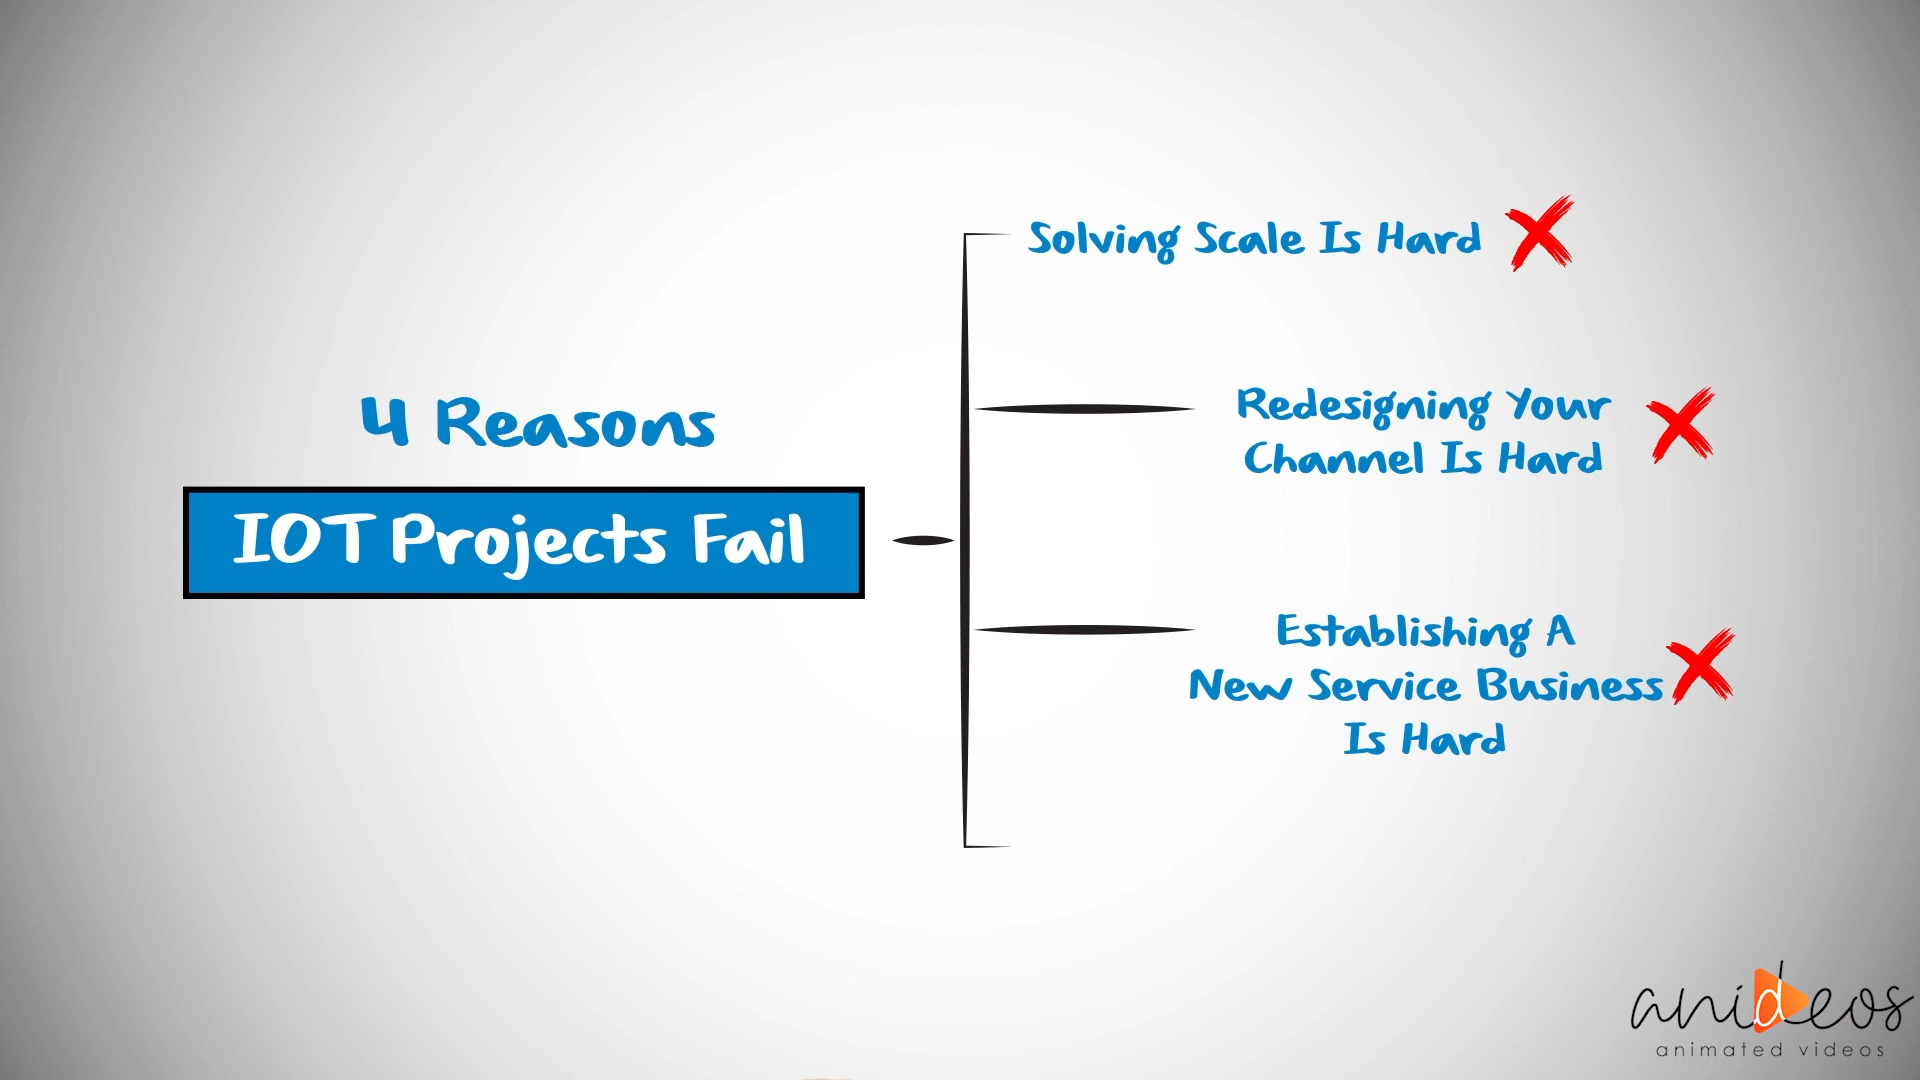 4 Reasons
IOT Projects Fail
Solving Scale Is Hard
Redesigning Your
Channel Is Hard
Establishing A
New Service Business
Is Hard
anideos
animated videos